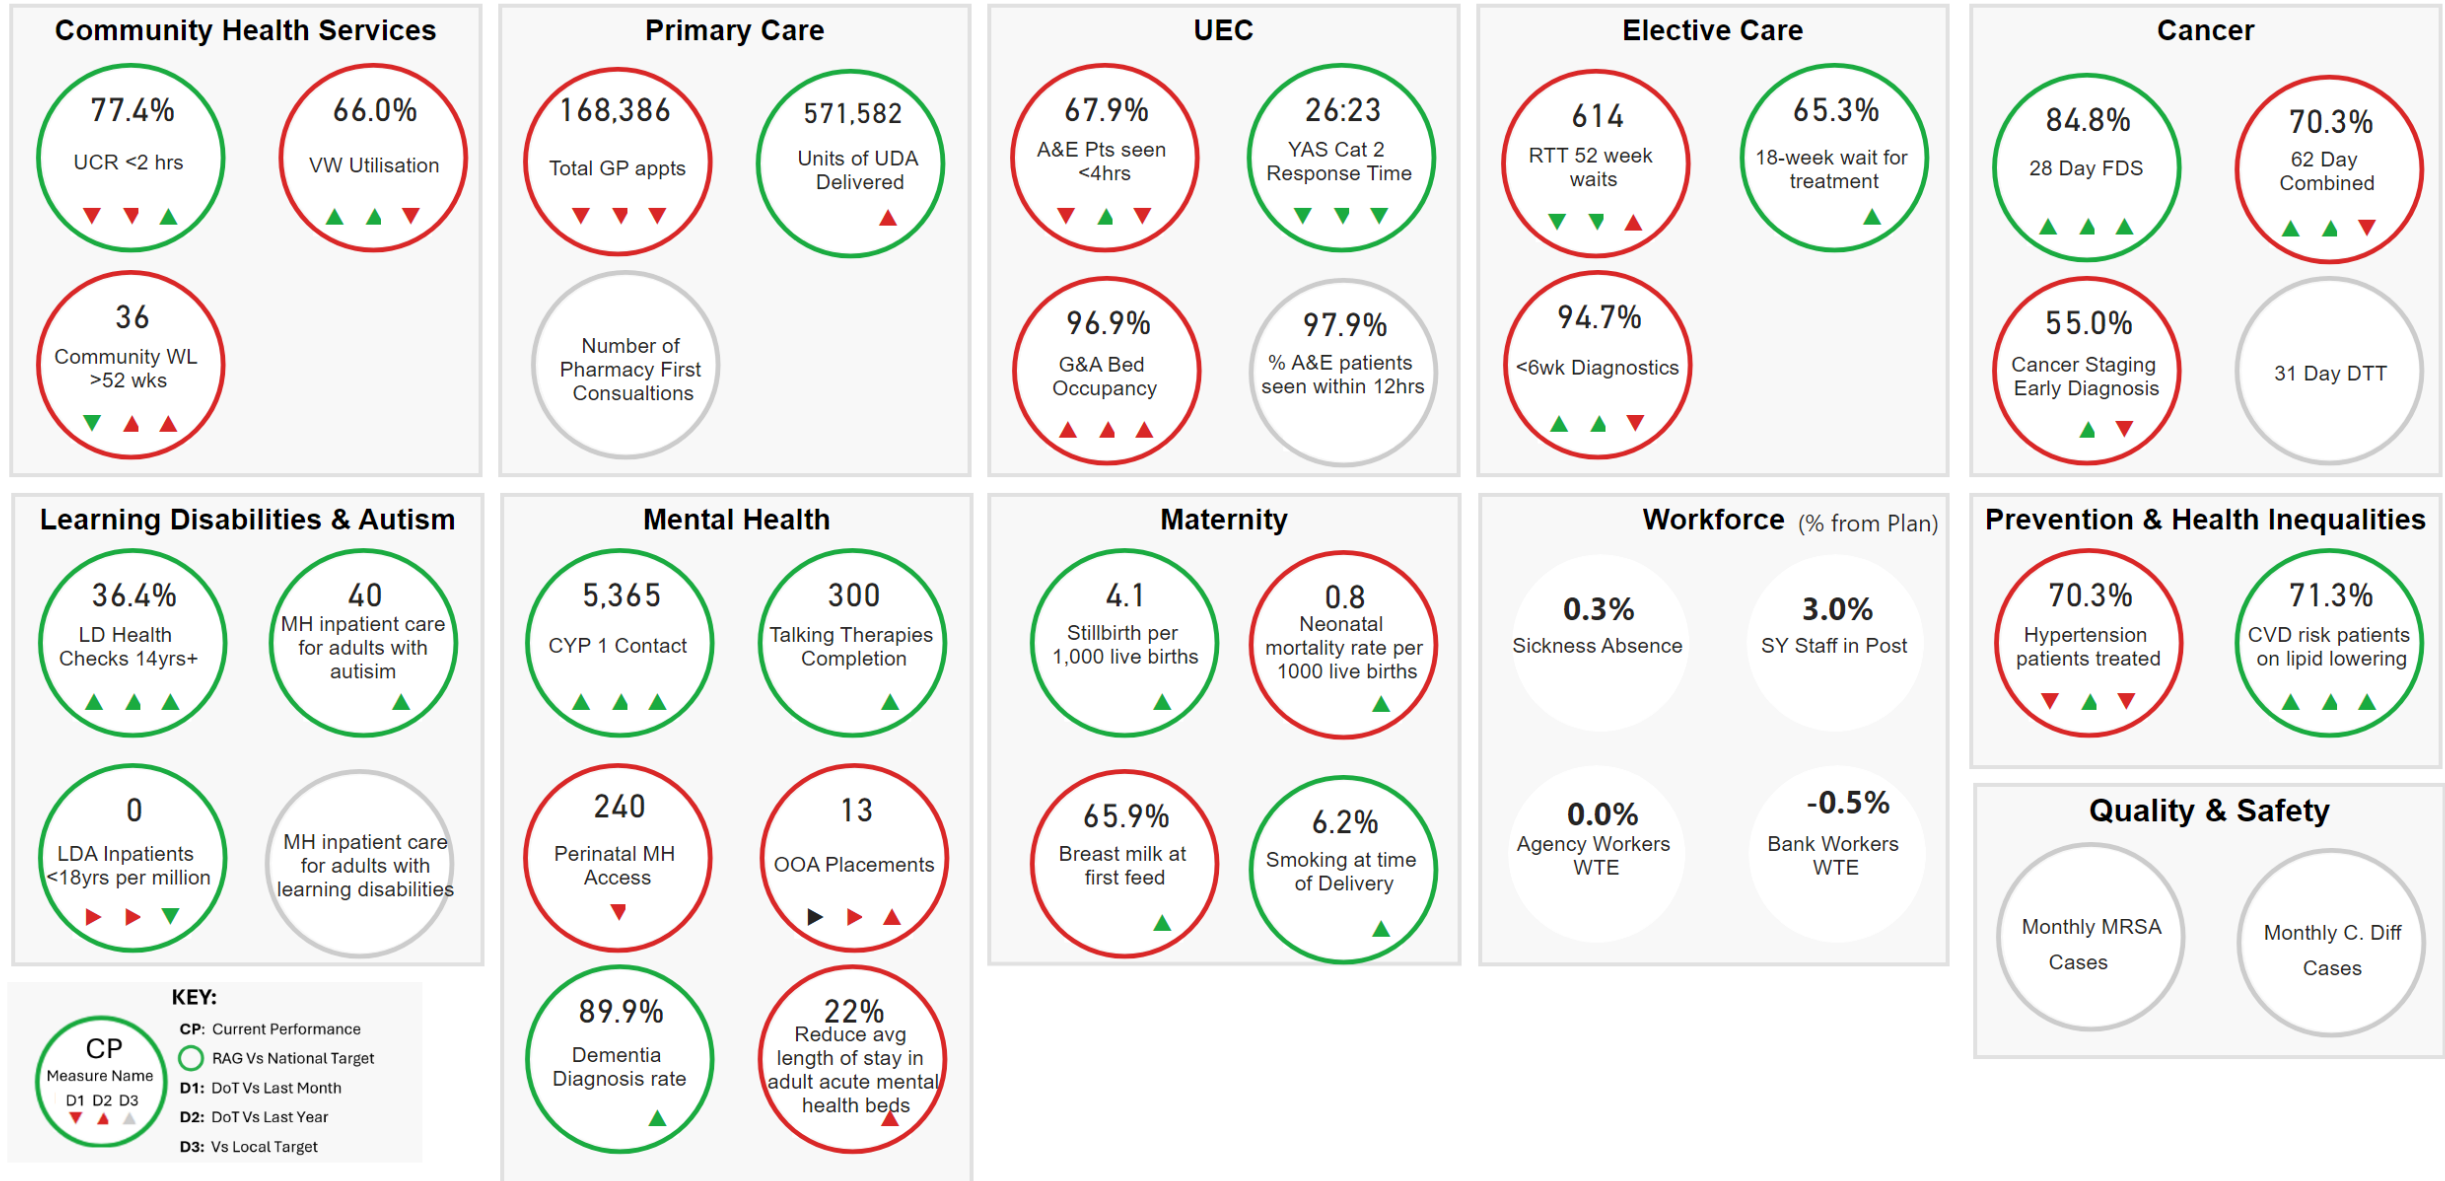 Community Health Services
77.4%
UCR <2 hrs
66.0%
VW Utilisation
36
Community WL
>52 wks
Primary Care
168,386
Total GP appts
571,582
Units of UDA
Delivered
Number of
Pharmacy First
Consualtions
UEC
67.9%
A&E Pts seen
<4hrs
26:23
YAS Cat 2
Response Time
96.9%
G&A Bed
Occupancy
97.9%
% A&E patients
seen within 12hrs
Elective Care
614
RTT 52 week
waits
65.3%
18-week wait for
treatment
94.7%
<6wk Diagnostics
Cancer
84.8%
28 Day FDS
70.3%
62 Day
Combined
55.0%
Cancer Staging
Early Diagnosis
31 Day DTT
Learning Disabilities & Autism
36.4%
LD Health
Checks 14yrs+
40
MH inpatient care
for adults with
autisim
0
LDA Inpatients
<18yrs per million
MH inpatient care
for adults with
learning disabilities
Mental Health
5,365
CYP 1 Contact
300
Talking Therapies
Completion
240
Perinatal MH
Access
13
OOA Placements
89.9%
Dementia
Diagnosis rate
22%
Reduce avg
length of stay in
adult acute mental
health beds
Maternity
4.1
Stillbirth per
1,000 live births
0.8
Neonatal
mortality rate per
1000 live births
65.9%
Breast milk at
first feed
6.2%
Smoking at time
of Delivery
Workforce (% from Plan)
0.3%
Sickness Absence
3.0%
SY Staff in Post
0.0%
Agency Workers
WTE
-0.5%
Bank Workers
WTE
Prevention & Health Inequalities
70.3%
Hypertension
patients treated
71.3%
CVD risk patients
on lipid lowering
Quality & Safety
Monthly MRSA
Cases
Monthly C. Diff
Cases
KEY:
CP
Measure Name
D1 D2 D3
CP: Current Performance
RAG Vs National Target
D1: DoT Vs Last Month
D2: DoT Vs Last Year
D3: Vs Local Target